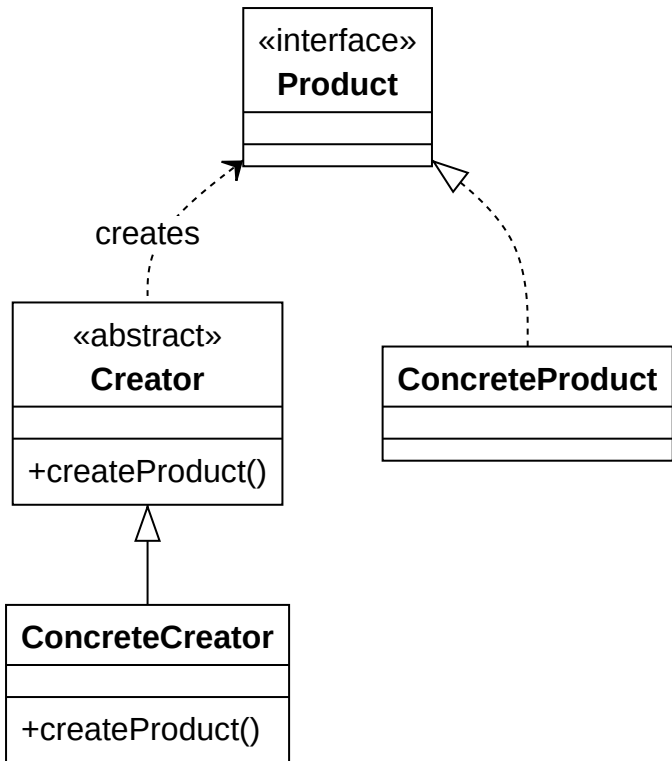 «interface»
Product
creates
«abstract»
Creator
+createProduct()
ConcreteProduct
ConcreteCreator
+createProduct()